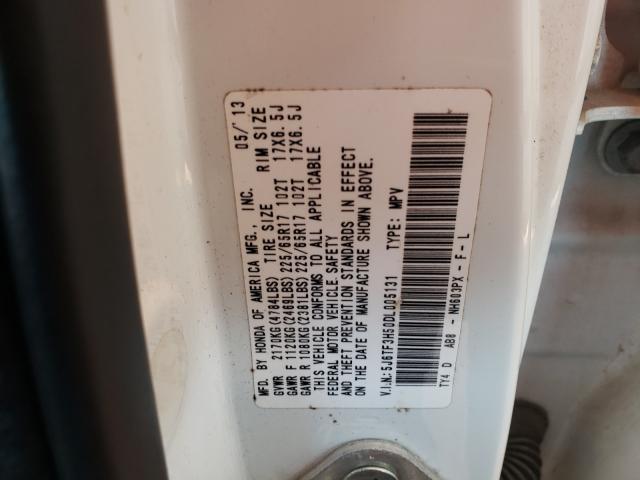 MFD. BY HONDA OF AMERICA MFG., INC. 05/'13
GVWR 2170KG(4784LBS) TIRE SIZE RIM SIZE
GAWR F 1120KG(2469LBS) 225/65R17 102T 17X6.5J
GAWR R 1080KG(2381LBS) 225/65R17 102T 17X6.5J
THIS VEHICLE CONFORMS TO ALL APPLICABLE
FEDERAL MOTOR VEHICLE SAFETY
AND THEFT PREVENTION STANDARDS IN EFFECT
ON THE DATE OF MANUFACTURE SHOWN ABOVE.
V.I.N.:5J6TF3H50DL005131 TYPE: MPV
TY4 D AB8 - NH603PX - F - L